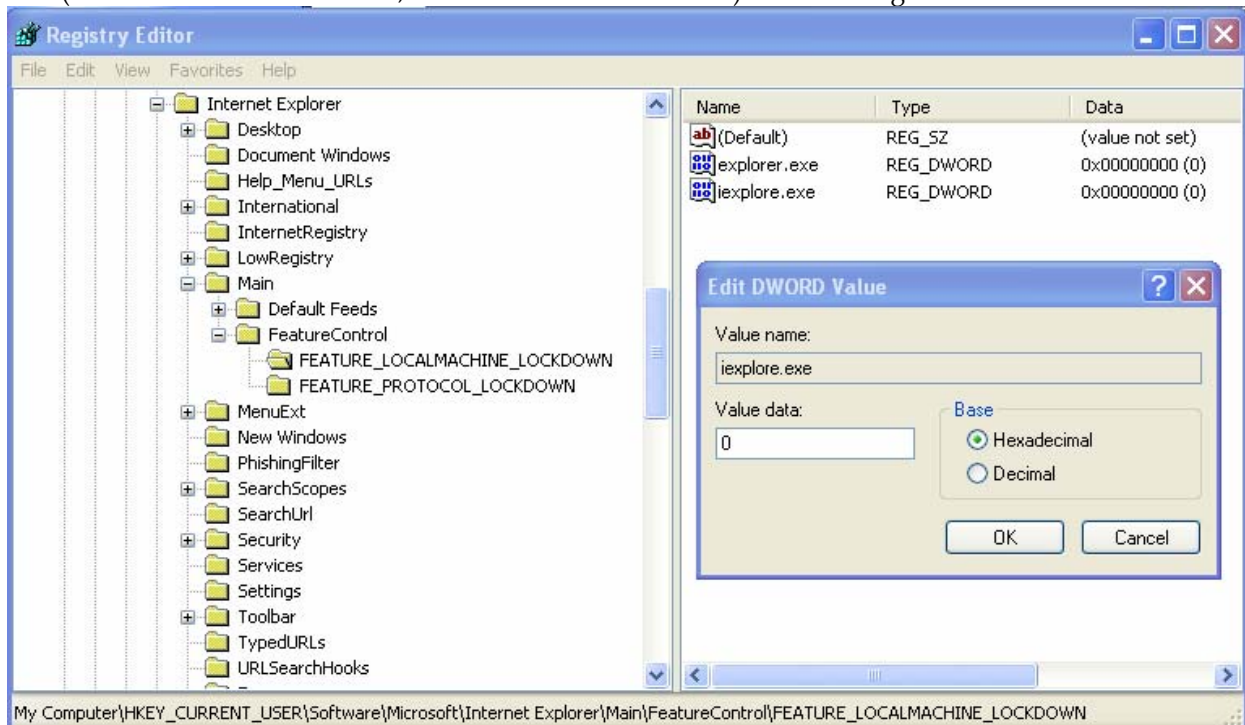 Registry Editor
File Edit View Favorites Help
Internet Explorer
Desktop
Document Windows
Help_Menu_URLs
International
InternetRegistry
LowRegistry
Main
Default Feeds
FeatureControl
FEATURE_LOCALMACHINE_LOCKDOWN
FEATURE_PROTOCOL_LOCKDOWN
MenuExt
New Windows
PhishingFilter
SearchScopes
SearchUrl
Security
Services
Settings
Toolbar
TypedURLs
URLSearchHooks
Name Type Data
(Default) REG_SZ (value not set)
explorer.exe REG_DWORD 0x00000000 (0)
iexplore.exe REG_DWORD 0x00000000 (0)
Edit DWORD Value
Value name:
iexplore.exe
Value data:
0
Base
Hexadecimal
Decimal
OK Cancel
My Computer\HKEY_CURRENT_USER\Software\Microsoft\Internet Explorer\Main\FeatureControl\FEATURE_LOCALMACHINE_LOCKDOWN